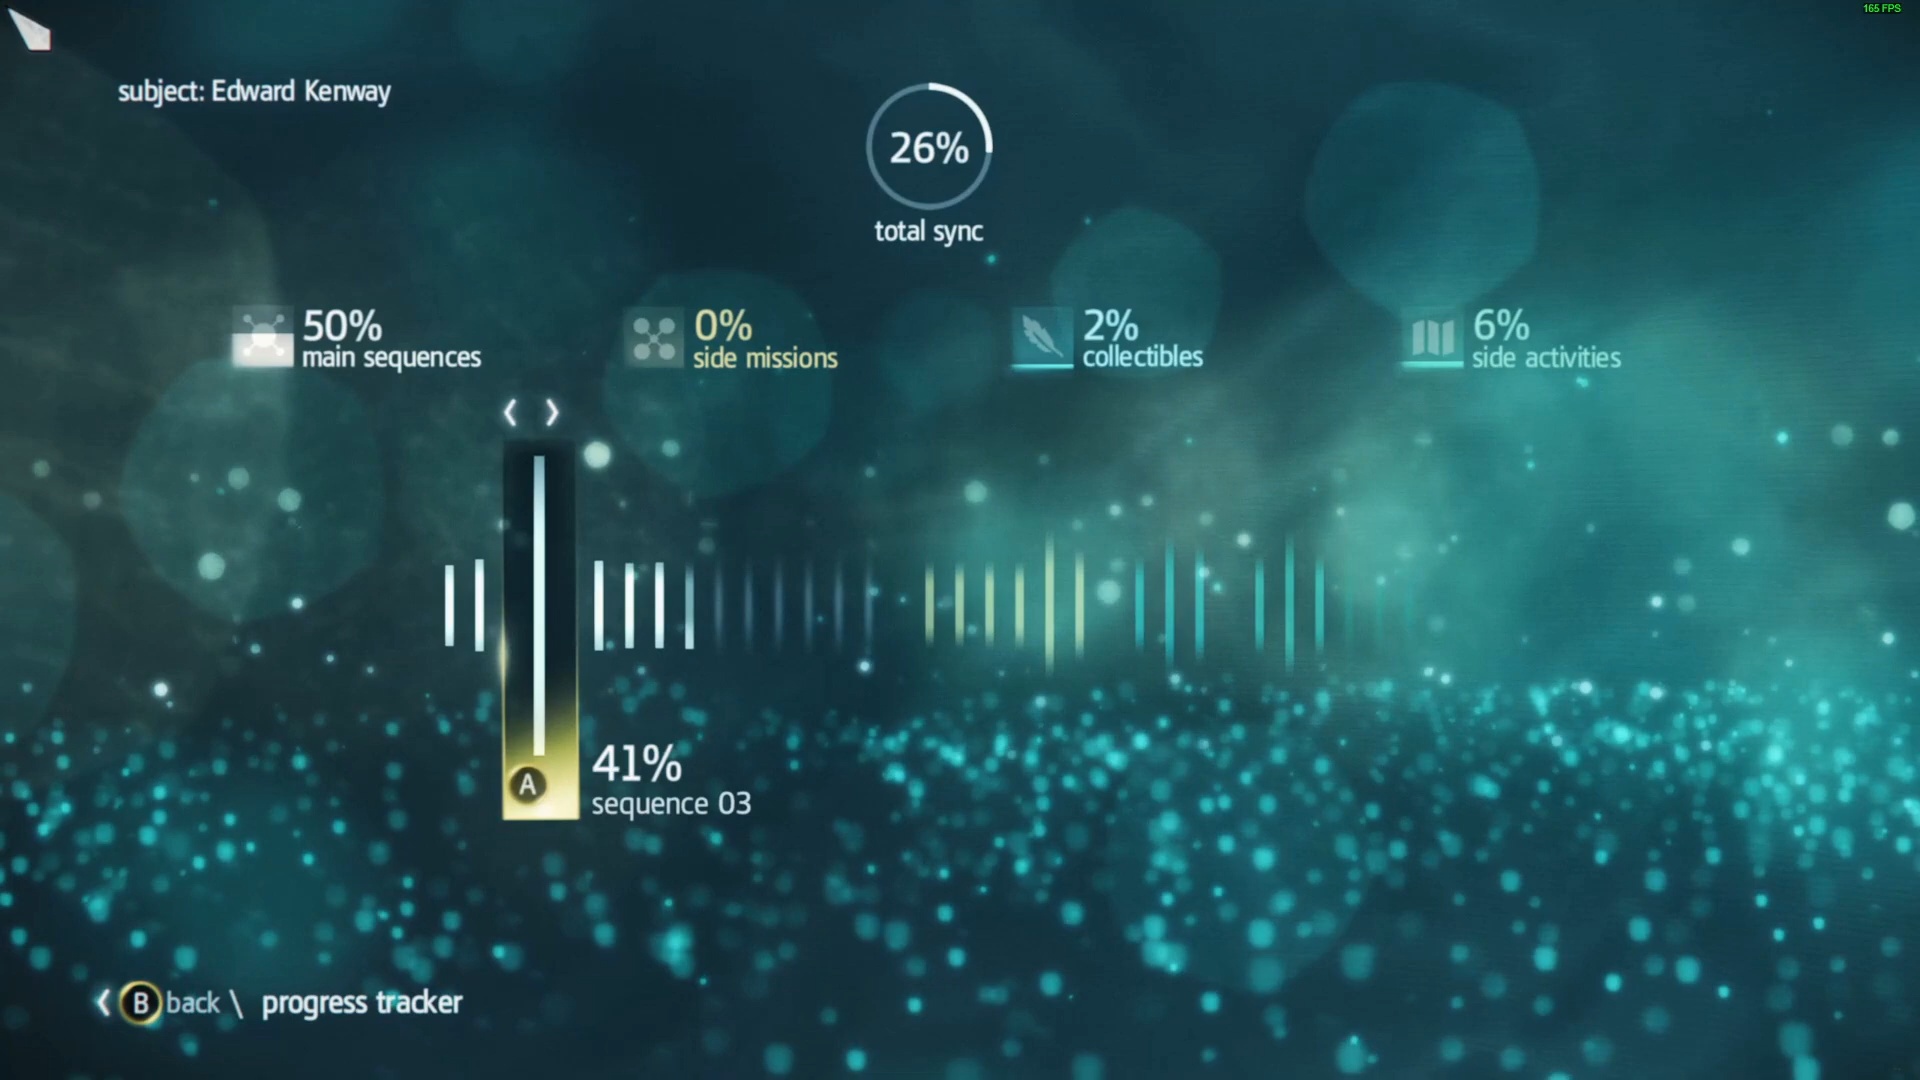 165 FPS
subject: Edward Kenway
26%
total sync
50%
main sequences
0%
side missions
2%
collectibles
6%
side activities
A
41%
sequence 03
B back \ progress tracker